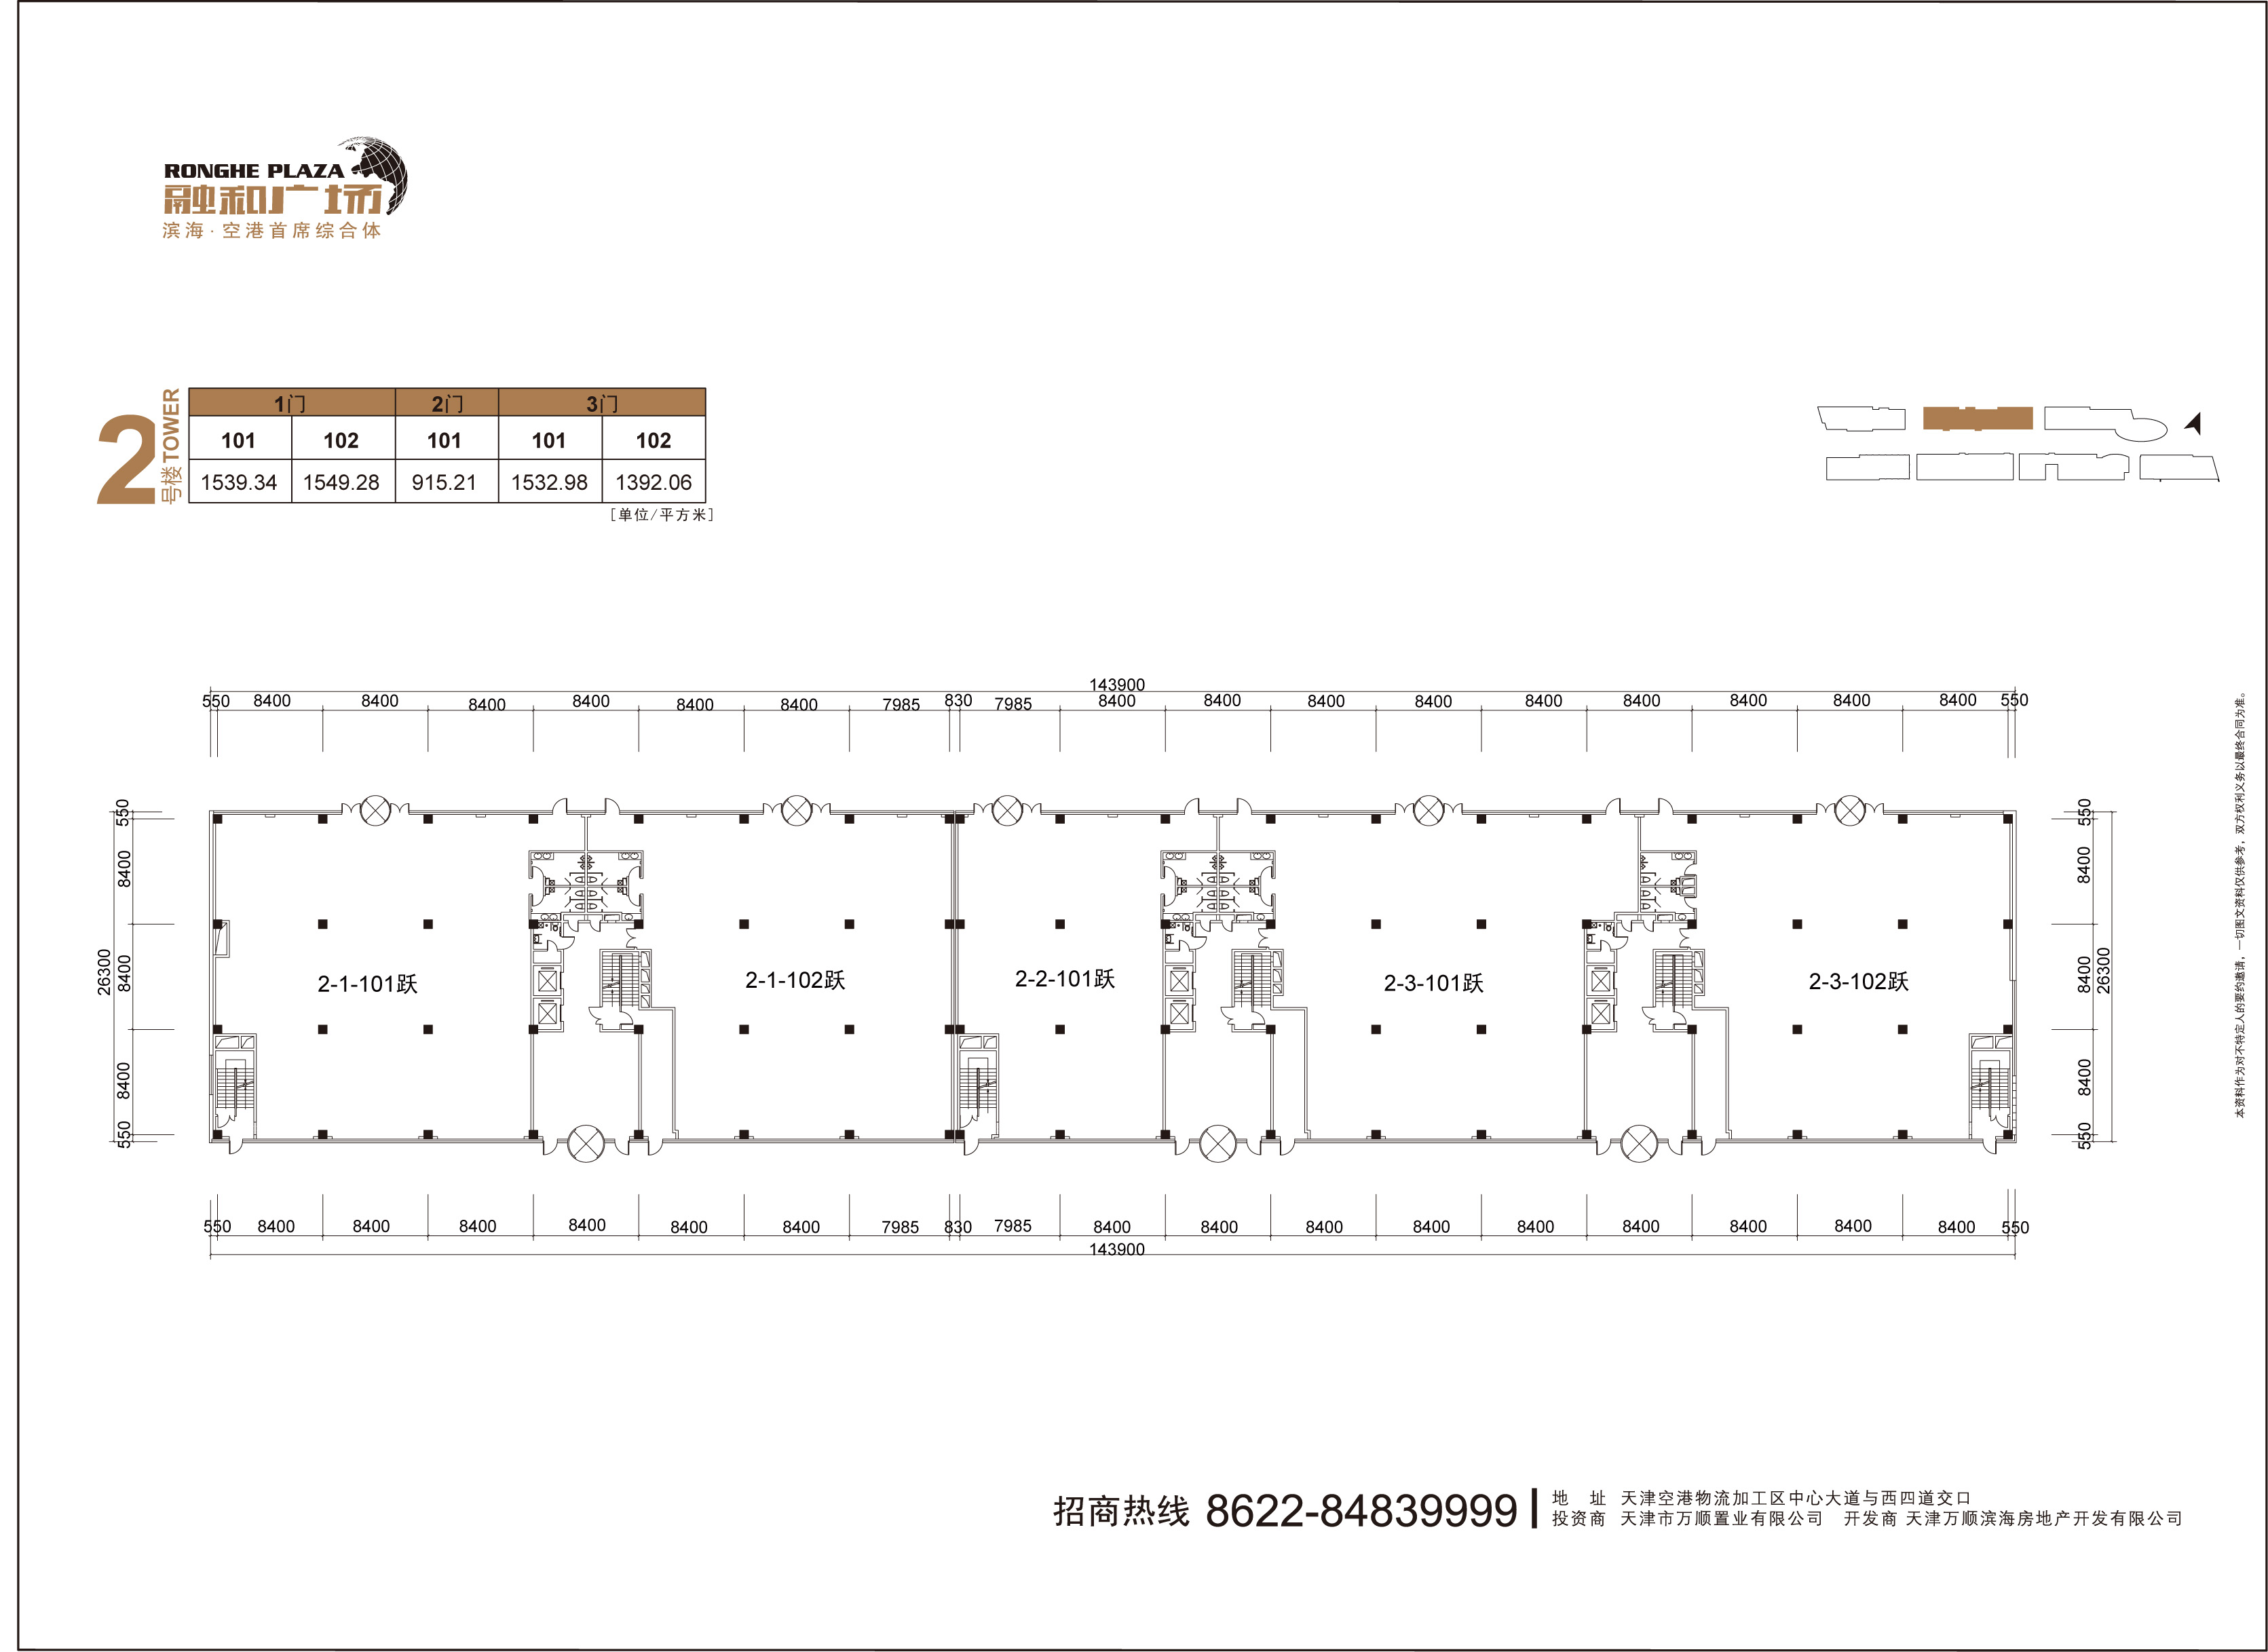 RONGHE PLAZA
融和广场
滨海·空港首席综合体
2 号楼 TOWER
1门 2门 3门
101 102 101 101 102
1539.34 1549.28 915.21 1532.98 1392.06
[单位/平方米]
143900
550 8400 8400 8400 8400 8400 8400 7985 830 7985 8400 8400 8400 8400 8400 8400 8400 8400 8400 550
550 8400 8400 8400 550
26300
2-1-101跃 2-1-102跃 2-2-101跃 2-3-101跃 2-3-102跃
550 8400 8400 8400 550
26300
550 8400 8400 8400 8400 8400 8400 7985 830 7985 8400 8400 8400 8400 8400 8400 8400 8400 8400 550
143900
本资料作为对不特定人的要约邀请，一切图文资料仅供参考，双方权利义务以最终合同为准。
招商热线 8622-84839999
地 址 天津空港物流加工区中心大道与西四道交口
投资商 天津市万顺置业有限公司 开发商 天津万顺滨海房地产开发有限公司